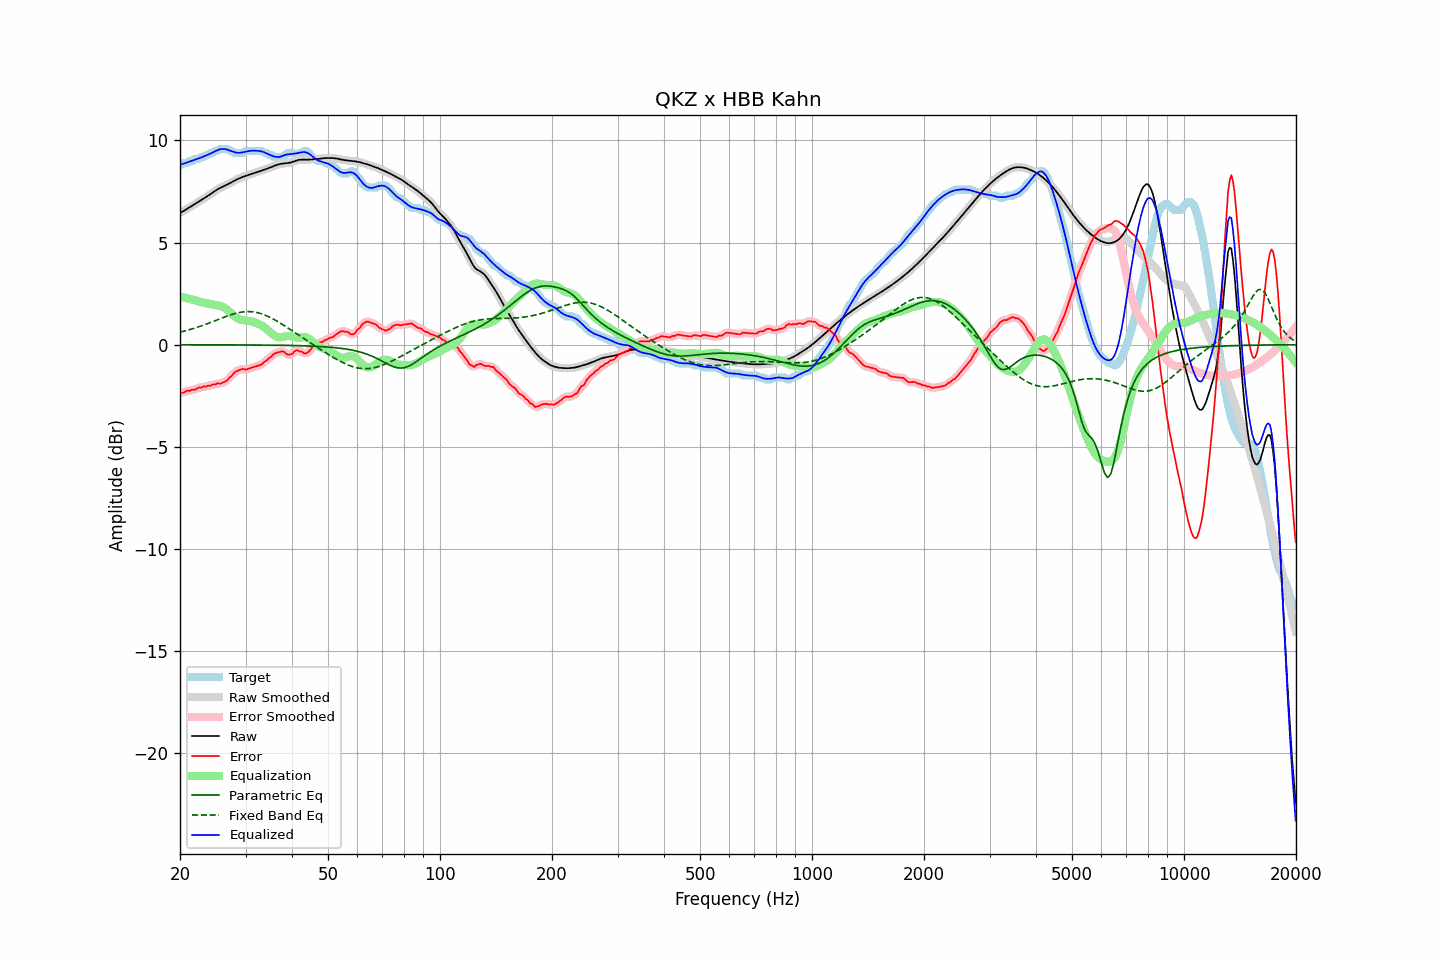 QKZ x HBB Kahn
Amplitude (dBr)
10
5
0
−5
−10
−15
−20
Target
Raw Smoothed
Error Smoothed
Raw
Error
Equalization
Parametric Eq
Fixed Band Eq
Equalized
20 50 100 200 500 1000 2000 5000 10000 20000
Frequency (Hz)